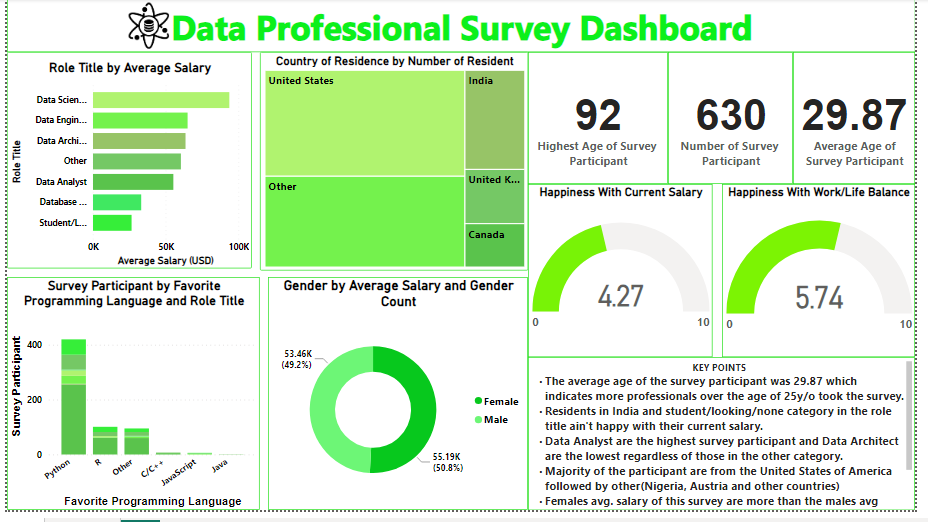 Data Professional Survey Dashboard
Role Title by Average Salary
Role Title
Data Scien...
Data Engin...
Data Archi...
Other
Data Analyst
Database ...
Student/L...
0K 50K 100K
Average Salary (USD)
Country of Residence by Number of Resident
United States
India
Other
United K...
Canada
92
Highest Age of Survey
Participant
630
Number of Survey
Participant
29.87
Average Age of
Survey Participant
Happiness With Current Salary
4.27
0 10
Happiness With Work/Life Balance
5.74
0 10
Survey Participant by Favorite
Programming Language and Role Title
Survey Participant
400
200
0
Python R Other C/C++ JavaScript Java
Favorite Programming Language
Gender by Average Salary and Gender
Count
53.46K
(49.2%)
Female
Male
55.19K
(50.8%)
KEY POINTS
· The average age of the survey participant was 29.87 which
indicates more professionals over the age of 25y/o took the survey.
· Residents in India and student/looking/none category in the role
title ain't happy with their current salary.
· Data Analyst are the highest survey participant and Data Architect
are the lowest regardless of those in the other category.
· Majority of the participant are from the United States of America
followed by other(Nigeria, Austria and other countries)
· Females avg. salary of this survey are more than the males avg